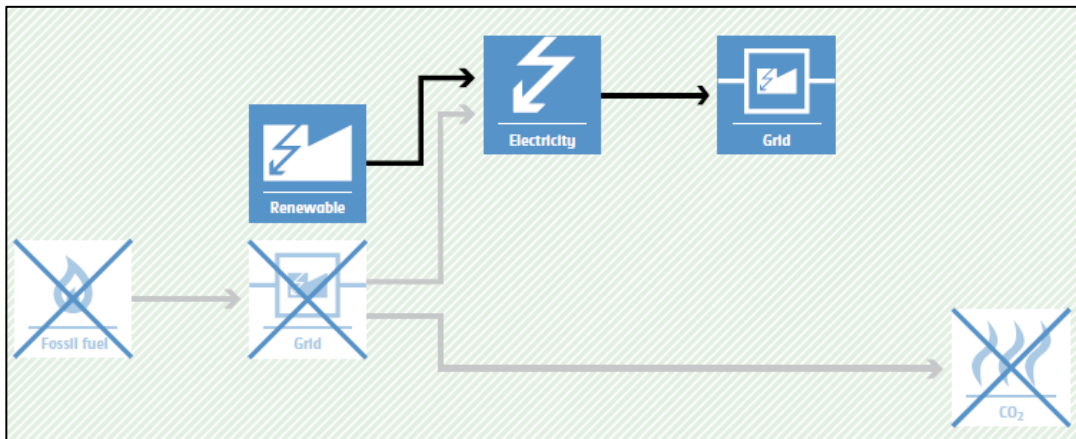 Electricity
Grid
Renewable
Fossil fuel
Grid
CO₂